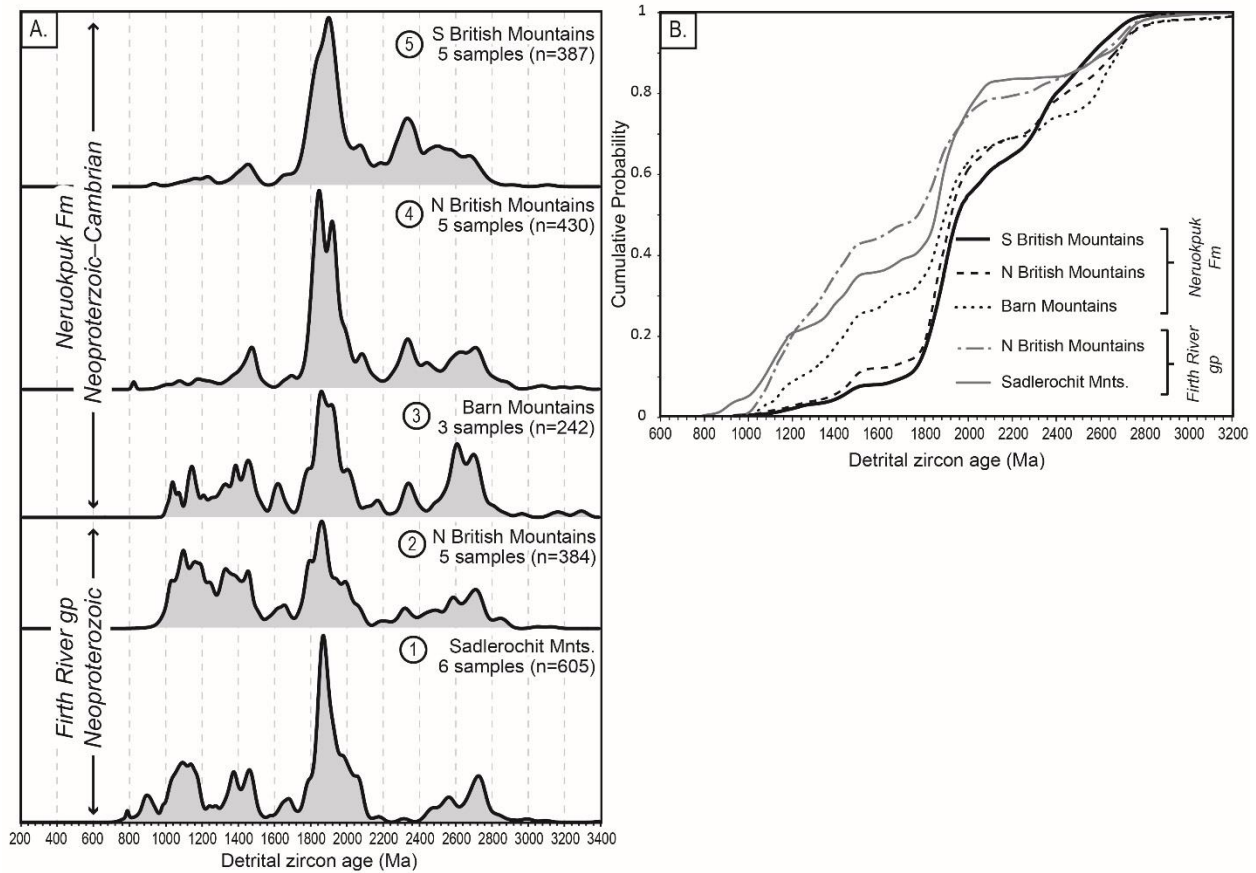 A.
5
S British Mountains
5 samples (n=387)
4
N British Mountains
5 samples (n=430)
3
Barn Mountains
3 samples (n=242)
2
N British Mountains
5 samples (n=384)
1
Sadlerochit Mnts.
6 samples (n=605)
Neruokpuk Fm
Neoproterzoic–Cambrian
Firth River gp
Neoproterozoic
200 400 600 800 1000 1200 1400 1600 1800 2000 2200 2400 2600 2800 3000 3200 3400
Detrital zircon age (Ma)
B.
1
0.8
0.6
0.4
0.2
0
Cumulative Probability
S British Mountains
N British Mountains
Barn Mountains
Neruokpuk
Fm
N British Mountains
Sadlerochit Mnts.
Firth River
gp
600 800 1000 1200 1400 1600 1800 2000 2200 2400 2600 2800 3000 3200
Detrital zircon age (Ma)